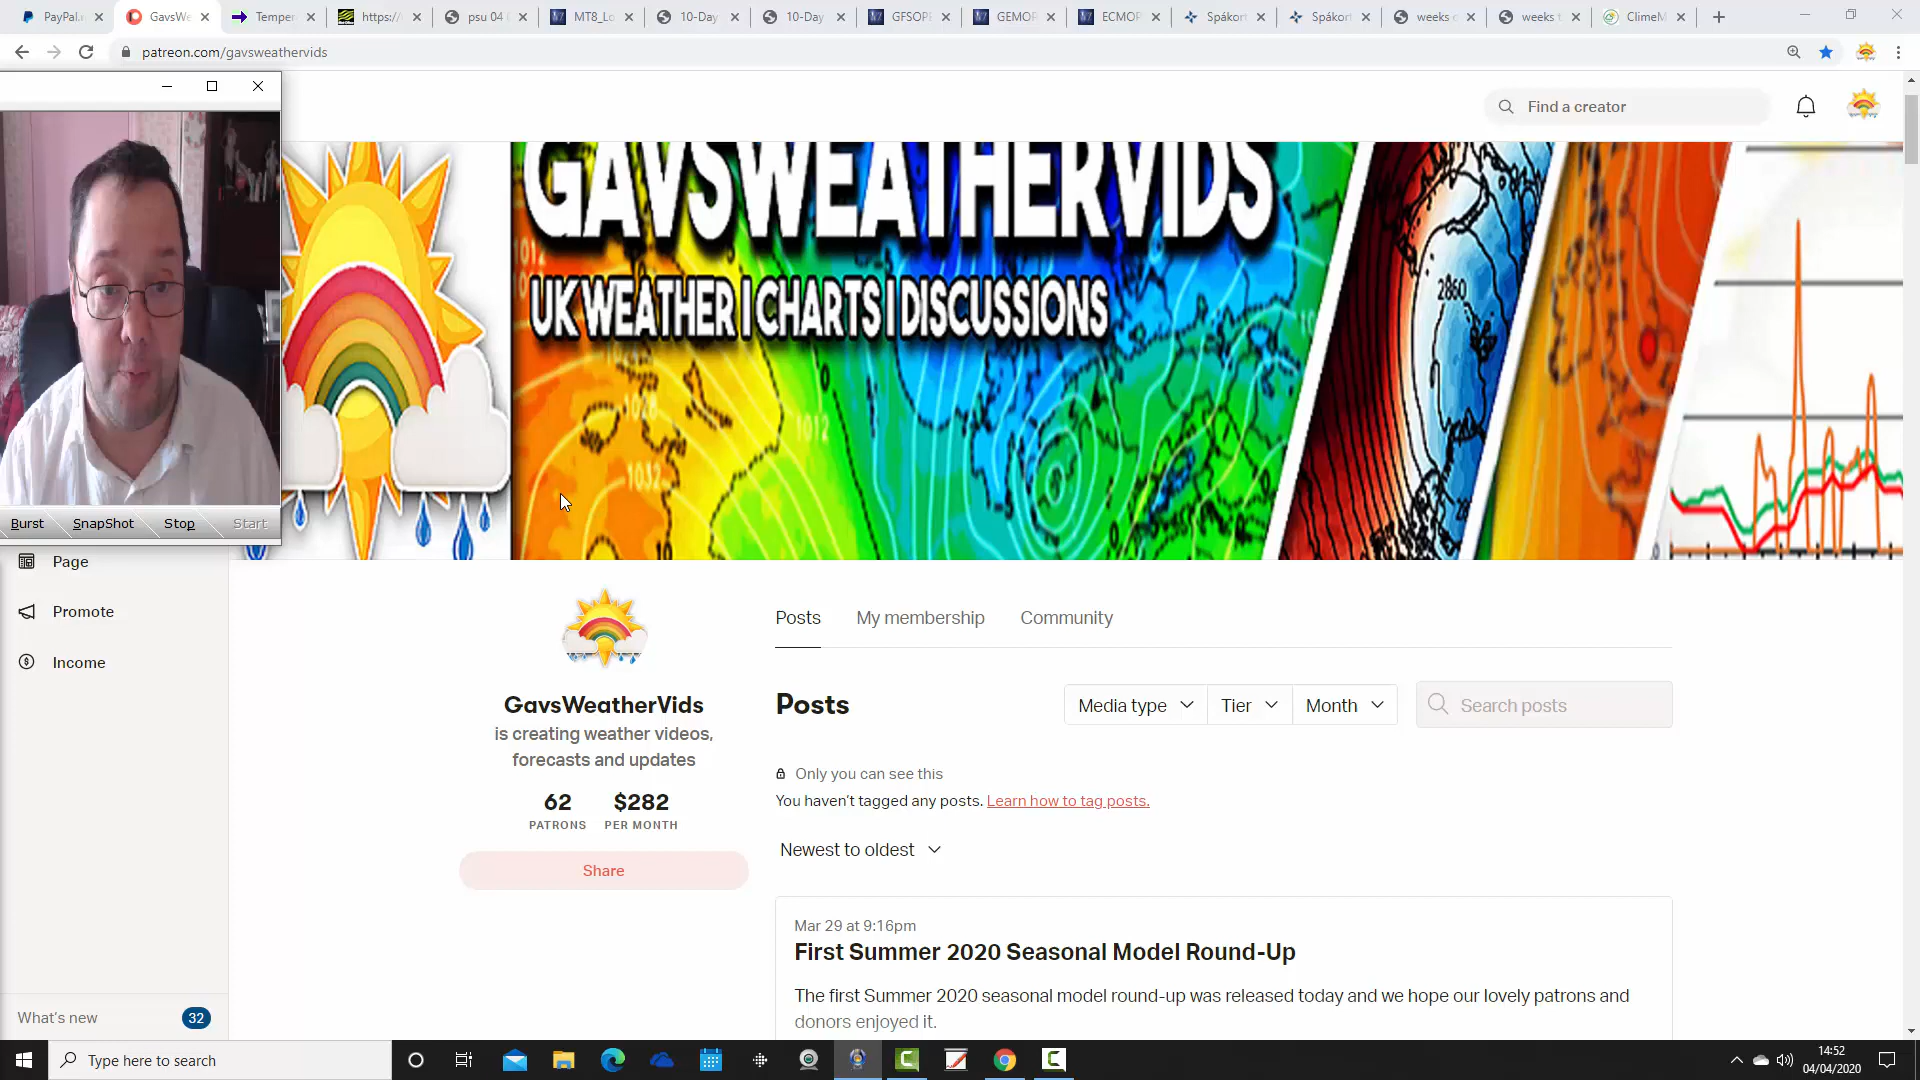 PayPal.
GavsWe
Temper
https://
psu 04
MT8_Lo
10-Day
10-Day
GFSOP
GEMOP
ECMOP
Spákort
Spákort
weeks
weeks
ClimeM
patreon.com/gavsweathervids
Find a creator
GAVSWEATHERVIDS
UK WEATHER | CHARTS | DISCUSSIONS
1012
2860
1028
1012
1032
Burst SnapShot Stop Start
Page
Promote
Income
What's new 32
GavsWeatherVids
is creating weather videos,
forecasts and updates
62 $282
PATRONS PER MONTH
Share
Posts My membership Community
Posts Media type Tier Month Search posts
Only you can see this
You haven't tagged any posts. Learn how to tag posts.
Newest to oldest
Mar 29 at 9:16pm
First Summer 2020 Seasonal Model Round-Up
The first Summer 2020 seasonal model round-up was released today and we hope our lovely patrons and
donors enjoyed it.
Type here to search
14:52
04/04/2020